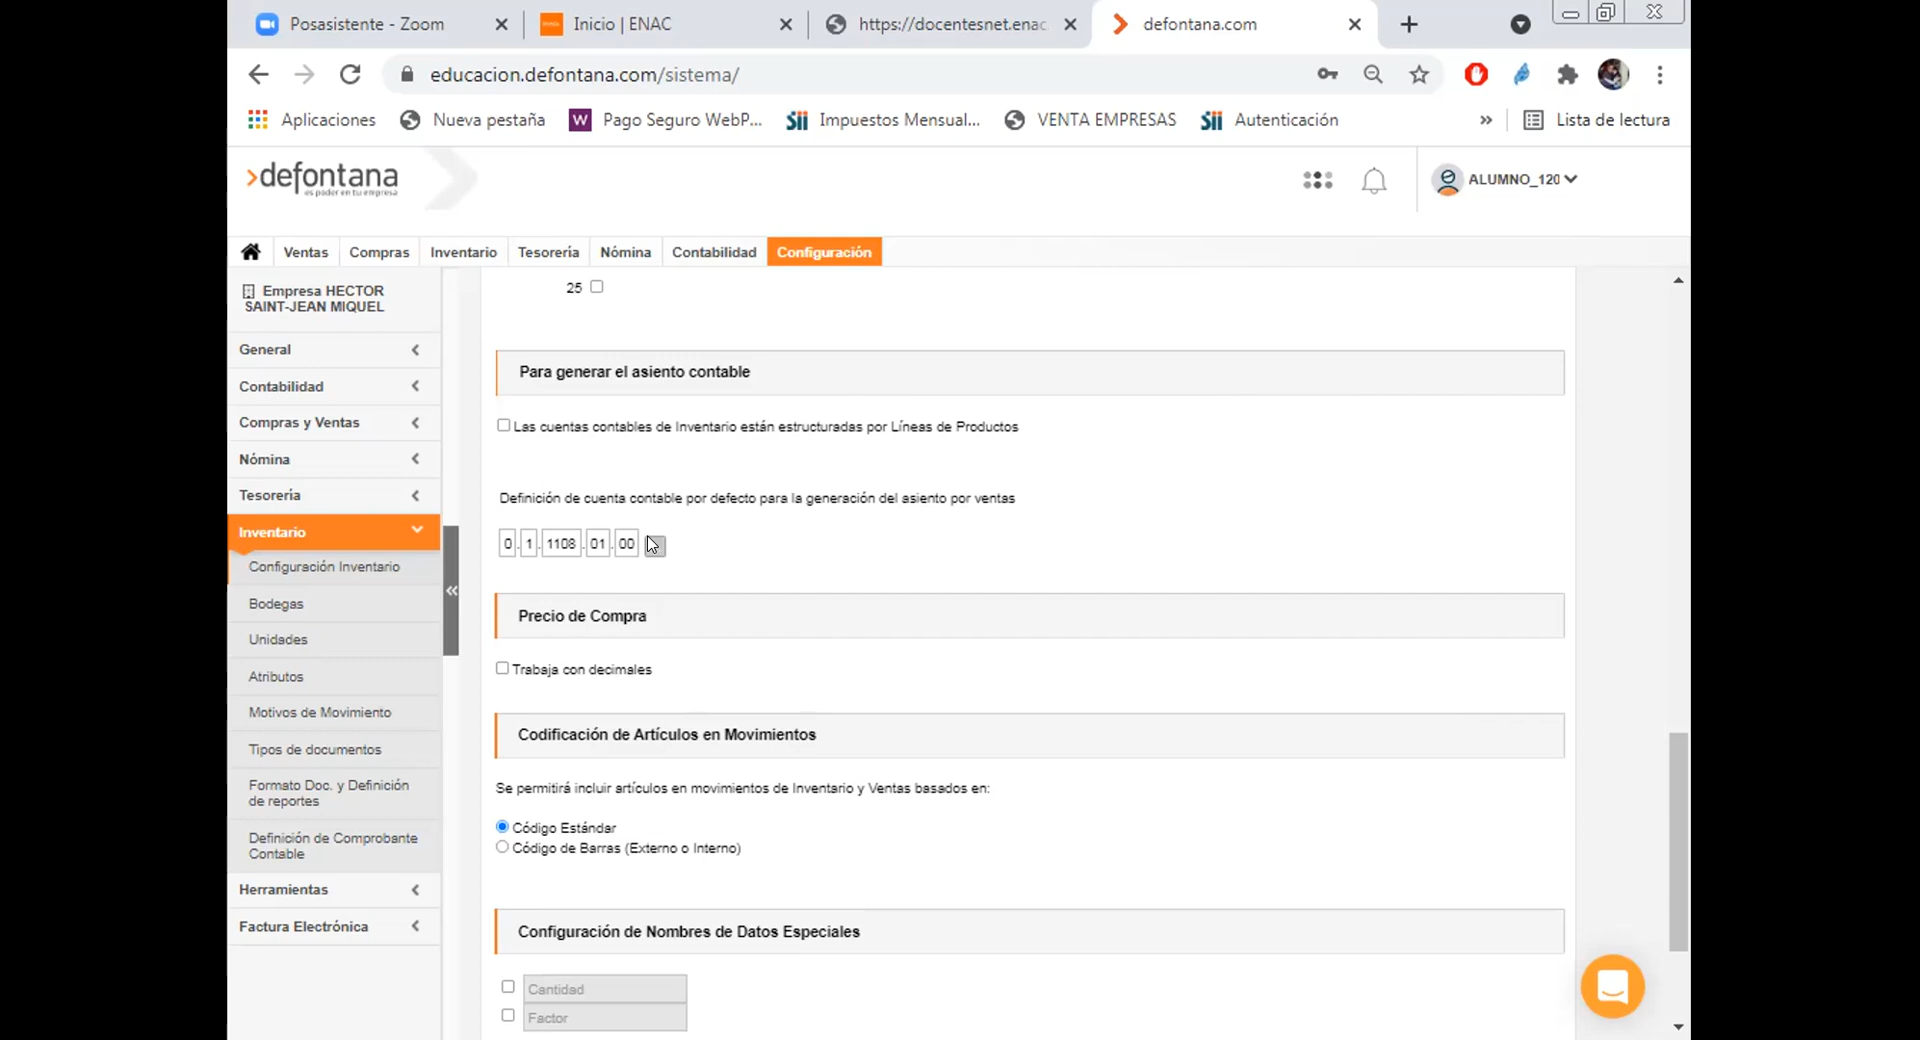 Posasistente - Zoom
Inicio | ENAC
https://docentesnet.enac
defontana.com
educacion.defontana.com/sistema/
Aplicaciones
Nueva pestaña
W
Pago Seguro WebP...
Sii
Impuestos Mensual...
VENTA EMPRESAS
Sii
Autenticación
»
Lista de lectura
defontana
es poder en tu empresa
ALUMNO_120
Ventas
Compras
Inventario
Tesorería
Nómina
Contabilidad
Configuración
Empresa HECTOR
SAINT-JEAN MIQUEL
General
Contabilidad
Compras y Ventas
Nómina
Tesorería
Inventario
Configuración Inventario
Bodegas
Unidades
Atributos
Motivos de Movimiento
Tipos de documentos
Formato Doc. y Definición
de reportes
Definición de Comprobante
Contable
Herramientas
Factura Electrónica
«
25
Para generar el asiento contable
Las cuentas contables de Inventario están estructuradas por Líneas de Productos
Definición de cuenta contable por defecto para la generación del asiento por ventas
0 . 1 . 1108 . 01 . 00
Precio de Compra
Trabaja con decimales
Codificación de Artículos en Movimientos
Se permitirá incluir artículos en movimientos de Inventario y Ventas basados en:
Código Estándar
Código de Barras (Externo o Interno)
Configuración de Nombres de Datos Especiales
Cantidad
Factor